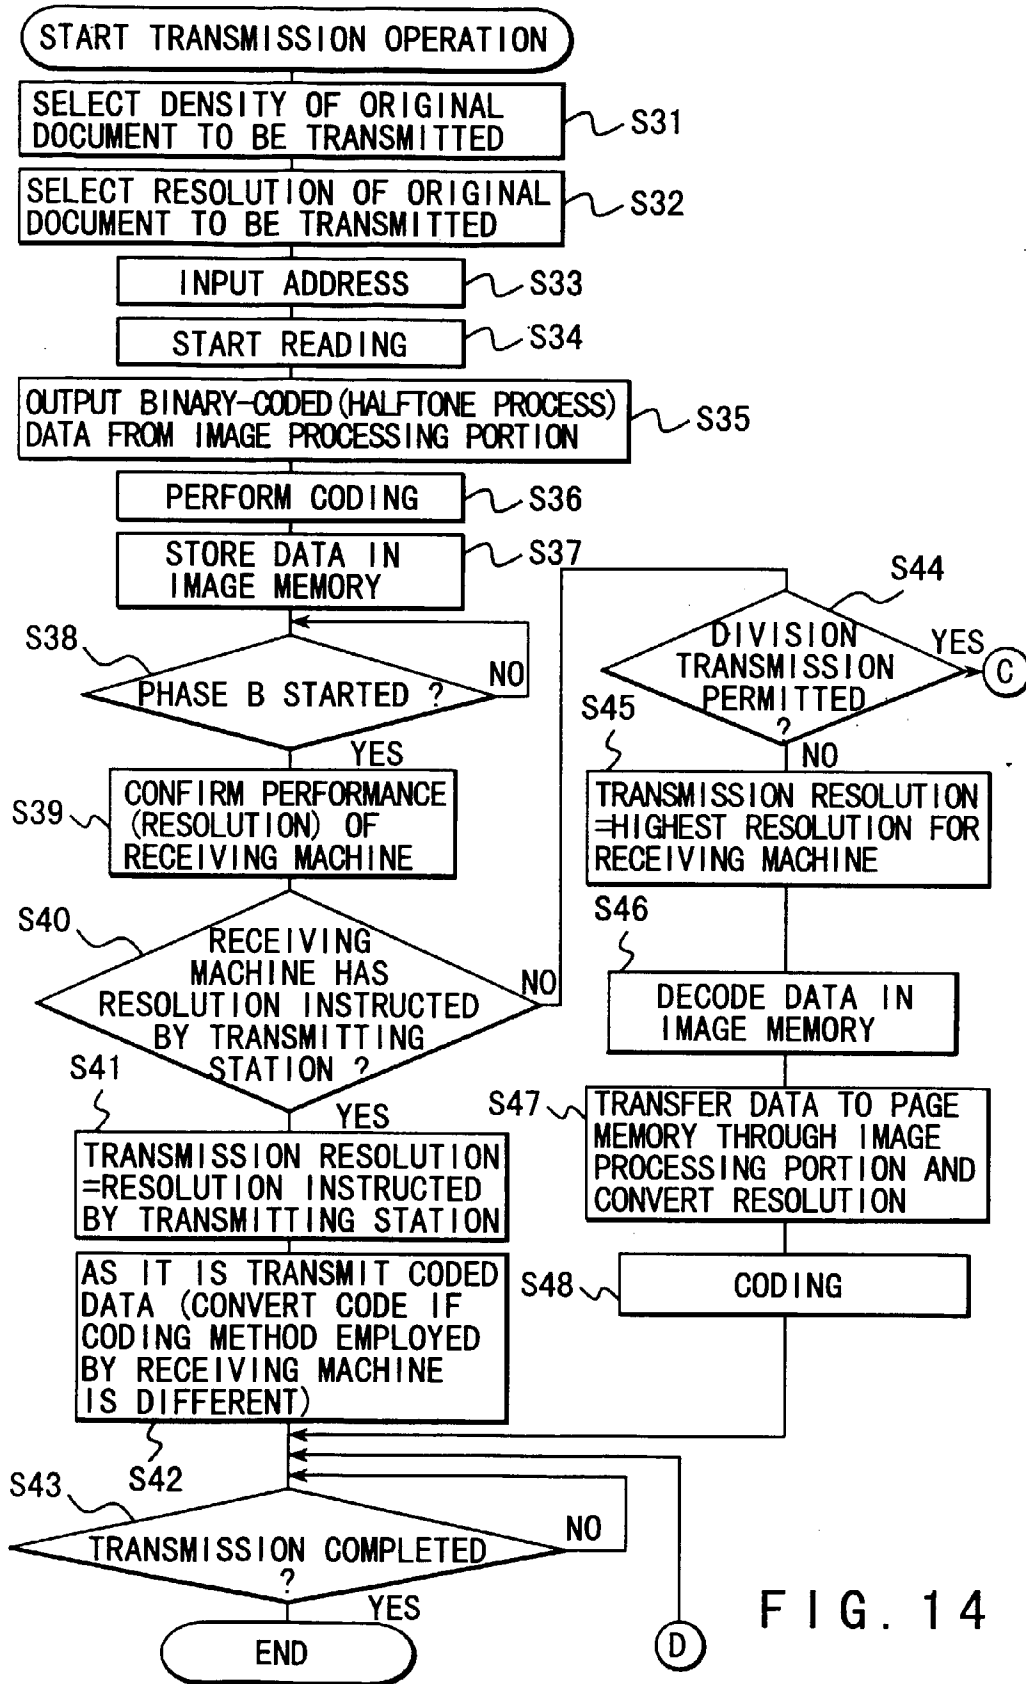 START TRANSMISSION OPERATION
SELECT DENSITY OF ORIGINAL
DOCUMENT TO BE TRANSMITTED
S31
SELECT RESOLUTION OF ORIGINAL
DOCUMENT TO BE TRANSMITTED
S32
INPUT ADDRESS
S33
START READING
S34
OUTPUT BINARY-CODED(HALFTONE PROCESS)
DATA FROM IMAGE PROCESSING PORTION
S35
PERFORM CODING
S36
STORE DATA IN
IMAGE MEMORY
S37
S38
PHASE B STARTED ?
NO
YES
S39
CONFIRM PERFORMANCE
(RESOLUTION) OF
RECEIVING MACHINE
S40
RECEIVING
MACHINE HAS
RESOLUTION INSTRUCTED
BY TRANSMITTING
STATION ?
NO
YES
S41
TRANSMISSION RESOLUTION
=RESOLUTION INSTRUCTED
BY TRANSMITTING STATION
AS IT IS TRANSMIT CODED
DATA (CONVERT CODE IF
CODING METHOD EMPLOYED
BY RECEIVING MACHINE
IS DIFFERENT)
S42
S43
TRANSMISSION COMPLETED
?
NO
YES
END
S44
DIVISION
TRANSMISSION
PERMITTED
?
YES
C
NO
S45
TRANSMISSION RESOLUTION
=HIGHEST RESOLUTION FOR
RECEIVING MACHINE
S46
DECODE DATA IN
IMAGE MEMORY
S47
TRANSFER DATA TO PAGE
MEMORY THROUGH IMAGE
PROCESSING PORTION AND
CONVERT RESOLUTION
S48
CODING
D
FIG. 14